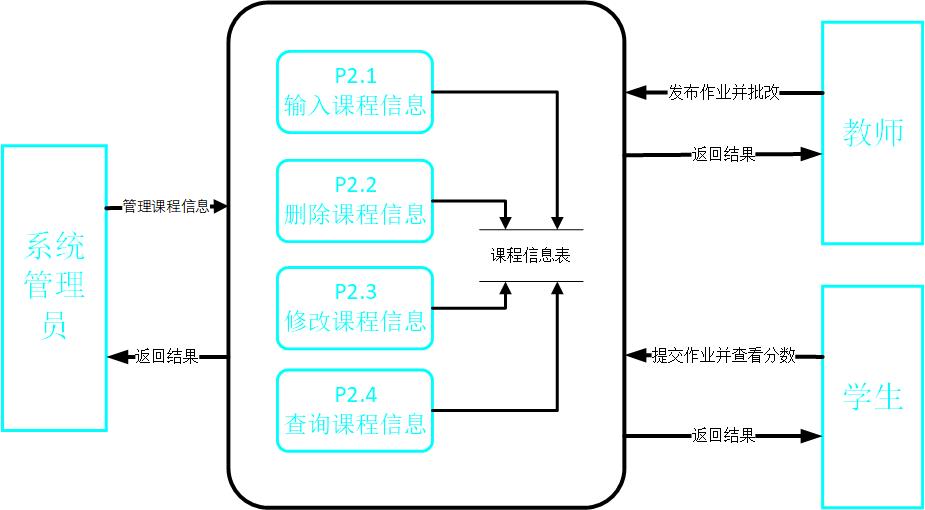 系统
管理
员
管理课程信息
返回结果
P2.1
输入课程信息
P2.2
删除课程信息
P2.3
修改课程信息
P2.4
查询课程信息
课程信息表
发布作业并批改
返回结果
教师
提交作业并查看分数
返回结果
学生